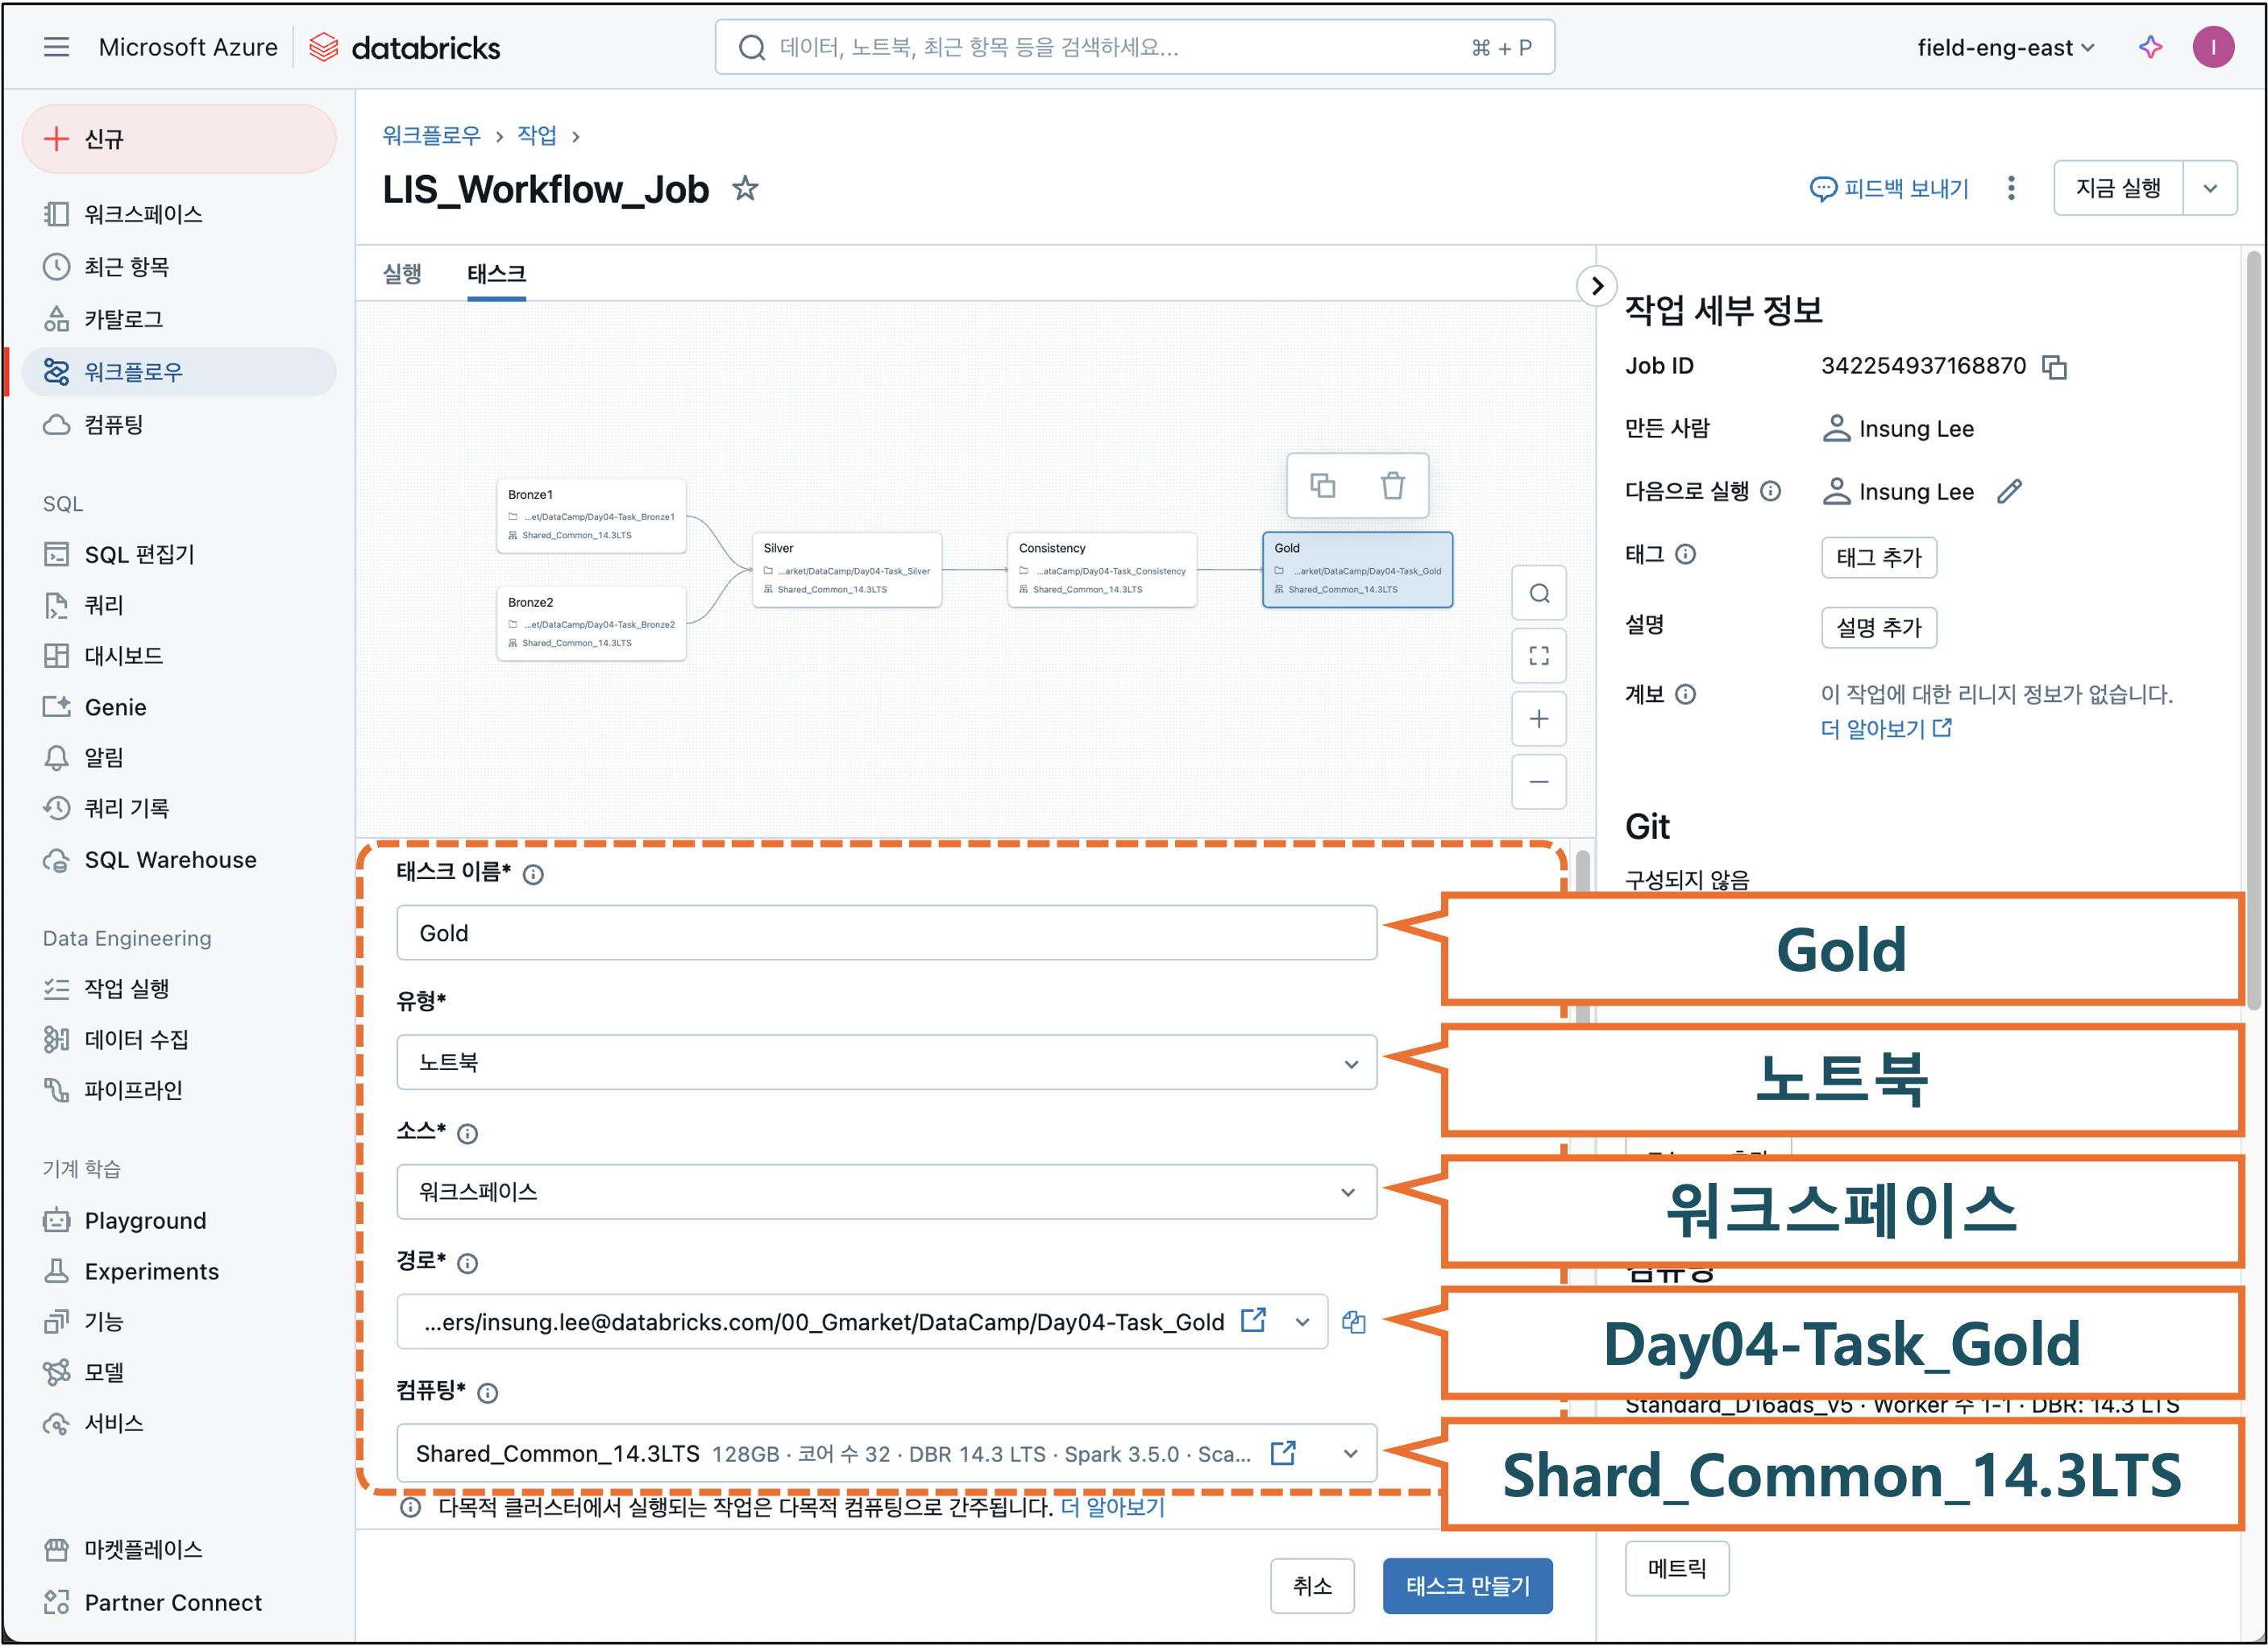 Microsoft Azure
databricks
데이터, 노트북, 최근 항목 등을 검색하세요...
⌘ + P
field-eng-east
I
신규
워크스페이스
최근 항목
카탈로그
워크플로우
컴퓨팅
SQL
SQL 편집기
쿼리
대시보드
Genie
알림
쿼리 기록
SQL Warehouse
Data Engineering
작업 실행
데이터 수집
파이프라인
기계 학습
Playground
Experiments
기능
모델
서비스
마켓플레이스
Partner Connect
워크플로우 › 작업 ›
LIS_Workflow_Job
피드백 보내기
지금 실행
실행
태스크
Bronze1
...et/DataCamp/Day04-Task_Bronze1
Shared_Common_14.3LTS
Bronze2
...et/DataCamp/Day04-Task_Bronze2
Shared_Common_14.3LTS
Silver
...arket/DataCamp/Day04-Task_Silver
Shared_Common_14.3LTS
Consistency
...ataCamp/Day04-Task_Consistency
Shared_Common_14.3LTS
Gold
...arket/DataCamp/Day04-Task_Gold
Shared_Common_14.3LTS
태스크 이름*
Gold
유형*
노트북
소스*
워크스페이스
경로*
...ers/insung.lee@databricks.com/00_Gmarket/DataCamp/Day04-Task_Gold
컴퓨팅*
Shared_Common_14.3LTS 128GB · 코어 수 32 · DBR 14.3 LTS · Spark 3.5.0 · Sca...
다목적 클러스터에서 실행되는 작업은 다목적 컴퓨팅으로 간주됩니다. 더 알아보기
취소
태스크 만들기
작업 세부 정보
Job ID
342254937168870
만든 사람
Insung Lee
다음으로 실행
Insung Lee
태그
태그 추가
설명
설명 추가
계보
이 작업에 대한 리니지 정보가 없습니다.
더 알아보기
Git
구성되지 않음
Gold
노트북
워크스페이스
컴퓨팅
Day04-Task_Gold
Standard_D16ads_v5 · Worker 수 1-1 · DBR: 14.3 LTS
Shard_Common_14.3LTS
메트릭